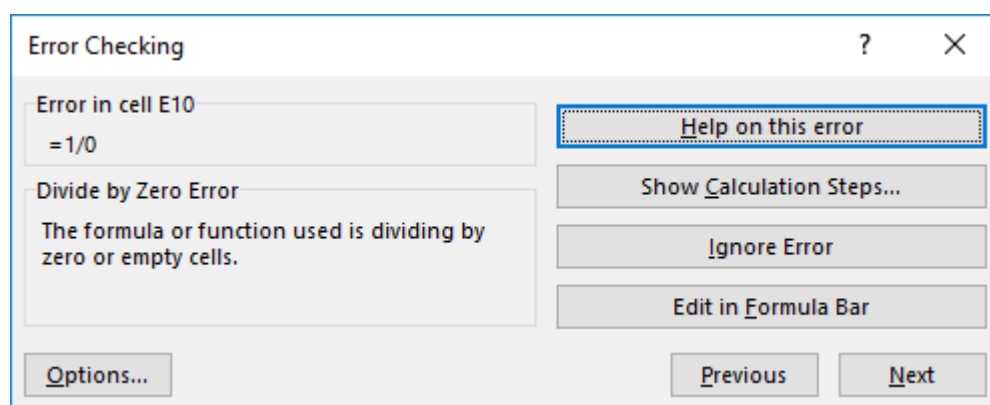 Error Checking ?
Error in cell E10
=1/0
Divide by Zero Error
The formula or function used is dividing by
zero or empty cells.
Help on this error
Show Calculation Steps...
Ignore Error
Edit in Formula Bar
Options...
Previous
Next